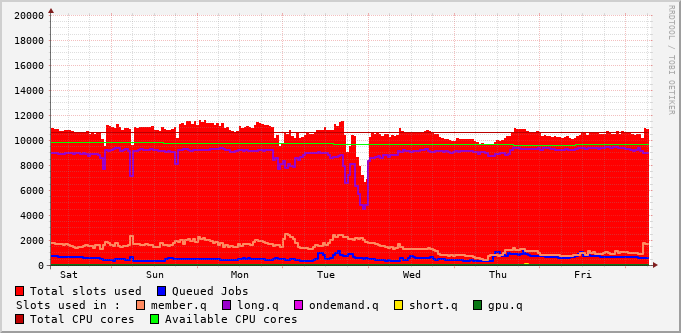 RRDTOOL / TOBI OETIKER
20000
18000
16000
14000
12000
10000
8000
6000
4000
2000
0
Sat Sun Mon Tue Wed Thu Fri
Total slots used Queued Jobs
Slots used in : member.q long.q ondemand.q short.q gpu.q
Total CPU cores Available CPU cores